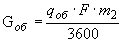 G_об = q_об · F · m_2 / 3600